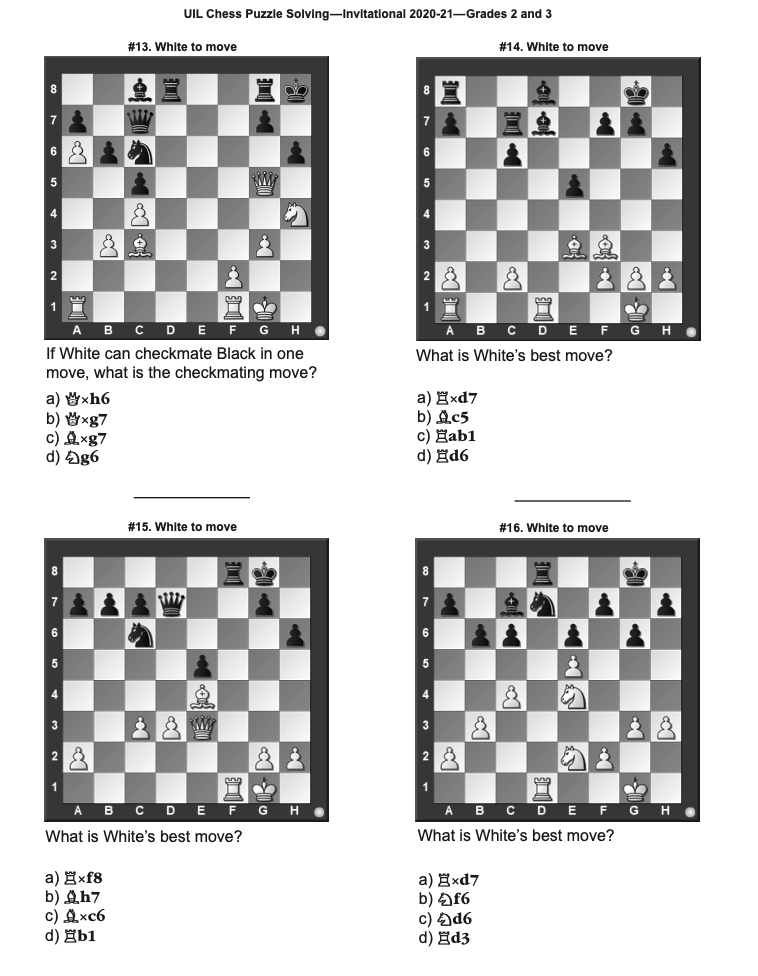 UIL Chess Puzzle Solving—Invitational 2020-21—Grades 2 and 3
#13. White to move
8
7
6
5
4
3
2
1
A B C D E F G H
If White can checkmate Black in one
move, what is the checkmating move?
a) ♕×h6
b) ♕×g7
c) ♗×g7
d) ♘g6
#14. White to move
8
7
6
5
4
3
2
1
A B C D E F G H
What is White's best move?
a) ♖×d7
b) ♗c5
c) ♖ab1
d) ♖d6
#15. White to move
8
7
6
5
4
3
2
1
A B C D E F G H
What is White's best move?
a) ♖×f8
b) ♗h7
c) ♗×c6
d) ♖b1
#16. White to move
8
7
6
5
4
3
2
1
A B C D E F G H
What is White's best move?
a) ♖×d7
b) ♘f6
c) ♘d6
d) ♖d3